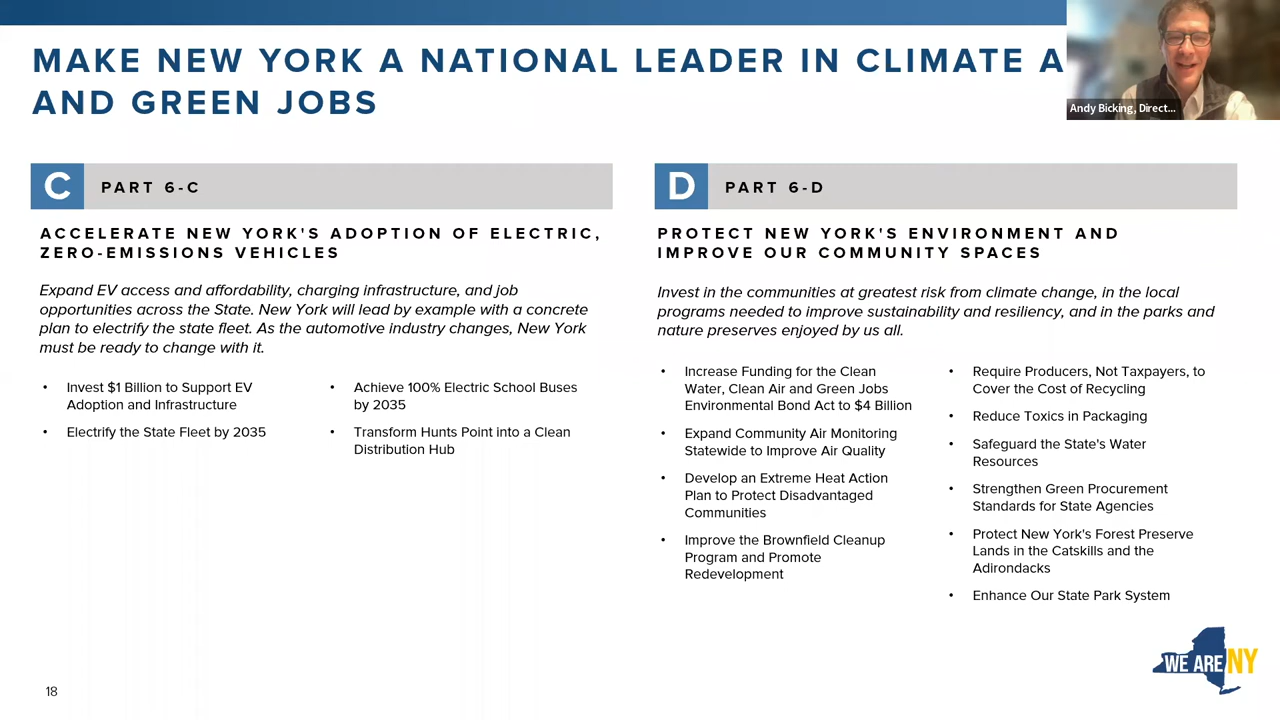 MAKE NEW YORK A NATIONAL LEADER IN CLIMATE A
AND GREEN JOBS
Andy Bicking, Direct...
C
PART 6-C
ACCELERATE NEW YORK'S ADOPTION OF ELECTRIC,
ZERO-EMISSIONS VEHICLES
Expand EV access and affordability, charging infrastructure, and job
opportunities across the State. New York will lead by example with a concrete
plan to electrify the state fleet. As the automotive industry changes, New York
must be ready to change with it.
• Invest $1 Billion to Support EV
Adoption and Infrastructure
• Electrify the State Fleet by 2035
• Achieve 100% Electric School Buses
by 2035
• Transform Hunts Point into a Clean
Distribution Hub
D
PART 6-D
PROTECT NEW YORK'S ENVIRONMENT AND
IMPROVE OUR COMMUNITY SPACES
Invest in the communities at greatest risk from climate change, in the local
programs needed to improve sustainability and resiliency, and in the parks and
nature preserves enjoyed by us all.
• Increase Funding for the Clean
Water, Clean Air and Green Jobs
Environmental Bond Act to $4 Billion
• Expand Community Air Monitoring
Statewide to Improve Air Quality
• Develop an Extreme Heat Action
Plan to Protect Disadvantaged
Communities
• Improve the Brownfield Cleanup
Program and Promote
Redevelopment
• Require Producers, Not Taxpayers, to
Cover the Cost of Recycling
• Reduce Toxics in Packaging
• Safeguard the State's Water
Resources
• Strengthen Green Procurement
Standards for State Agencies
• Protect New York's Forest Preserve
Lands in the Catskills and the
Adirondacks
• Enhance Our State Park System
WE ARE NY
18